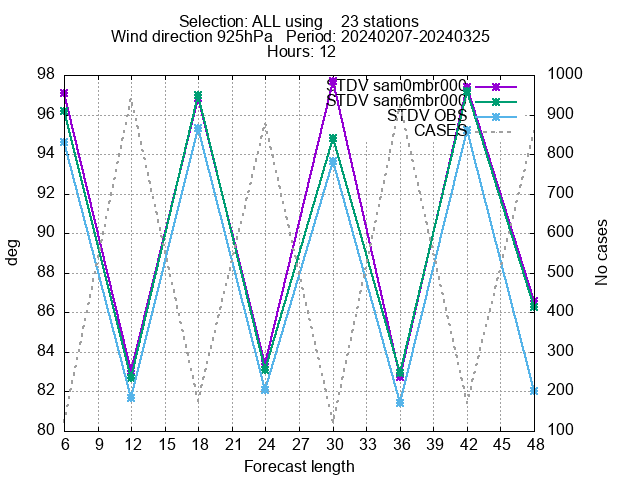 Selection: ALL using 23 stations
Wind direction 925hPa Period: 20240207-20240325
Hours: 12
STDV sam0mbr000
STDV sam6mbr000
STDV OBS
CASES
98
96
94
92
90
88
86
84
82
80
1000
900
800
700
600
500
400
300
200
100
deg
No cases
6 9 12 15 18 21 24 27 30 33 36 39 42 45 48
Forecast length